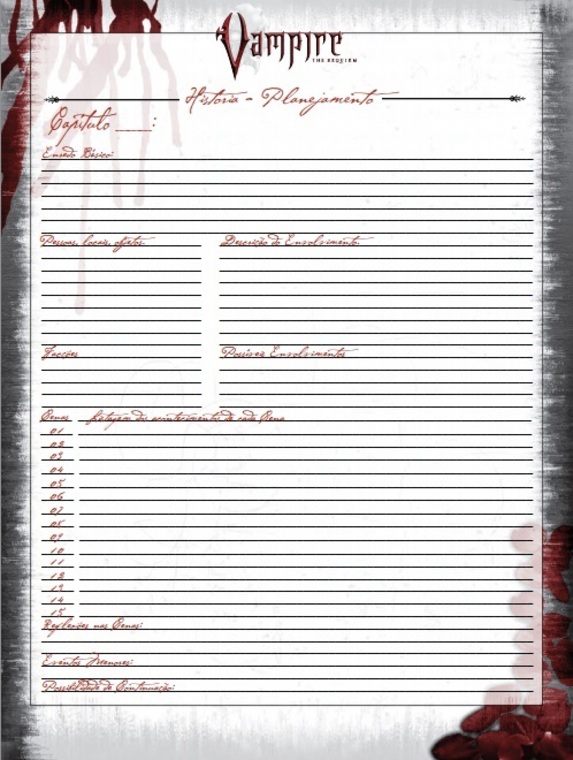 Vampire
THE REQUIEM
História - Planejamento
Capítulo ____:
Enredo Básico:
Pessoas, locais, objetos: Descrição do Envolvimento:
Facções Possíveis Envolvimentos
Cenas Listagem dos acontecimentos de cada Cena
01
02
03
04
05
06
07
08
09
10
11
12
13
14
15
Reflexões nas Cenas:
Eventos Menores:
Possibilidade de Continuação: